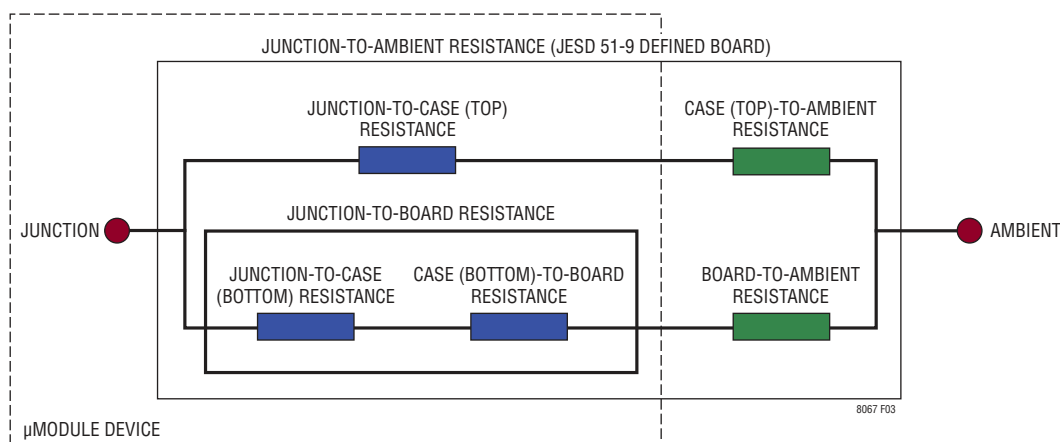 JUNCTION-TO-AMBIENT RESISTANCE (JESD 51-9 DEFINED BOARD)
JUNCTION-TO-CASE (TOP)
RESISTANCE
CASE (TOP)-TO-AMBIENT
RESISTANCE
JUNCTION-TO-BOARD RESISTANCE
JUNCTION
AMBIENT
JUNCTION-TO-CASE
(BOTTOM) RESISTANCE
CASE (BOTTOM)-TO-BOARD
RESISTANCE
BOARD-TO-AMBIENT
RESISTANCE
8067 F03
µMODULE DEVICE